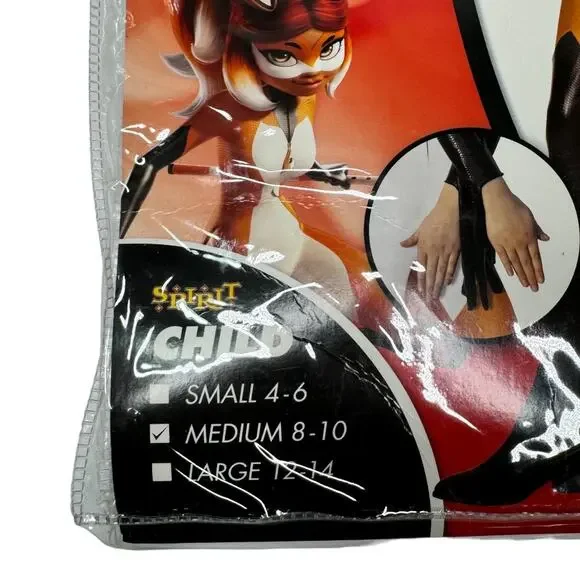 SPIRIT
CHILD
SMALL 4-6
MEDIUM 8-10
LARGE 12-14